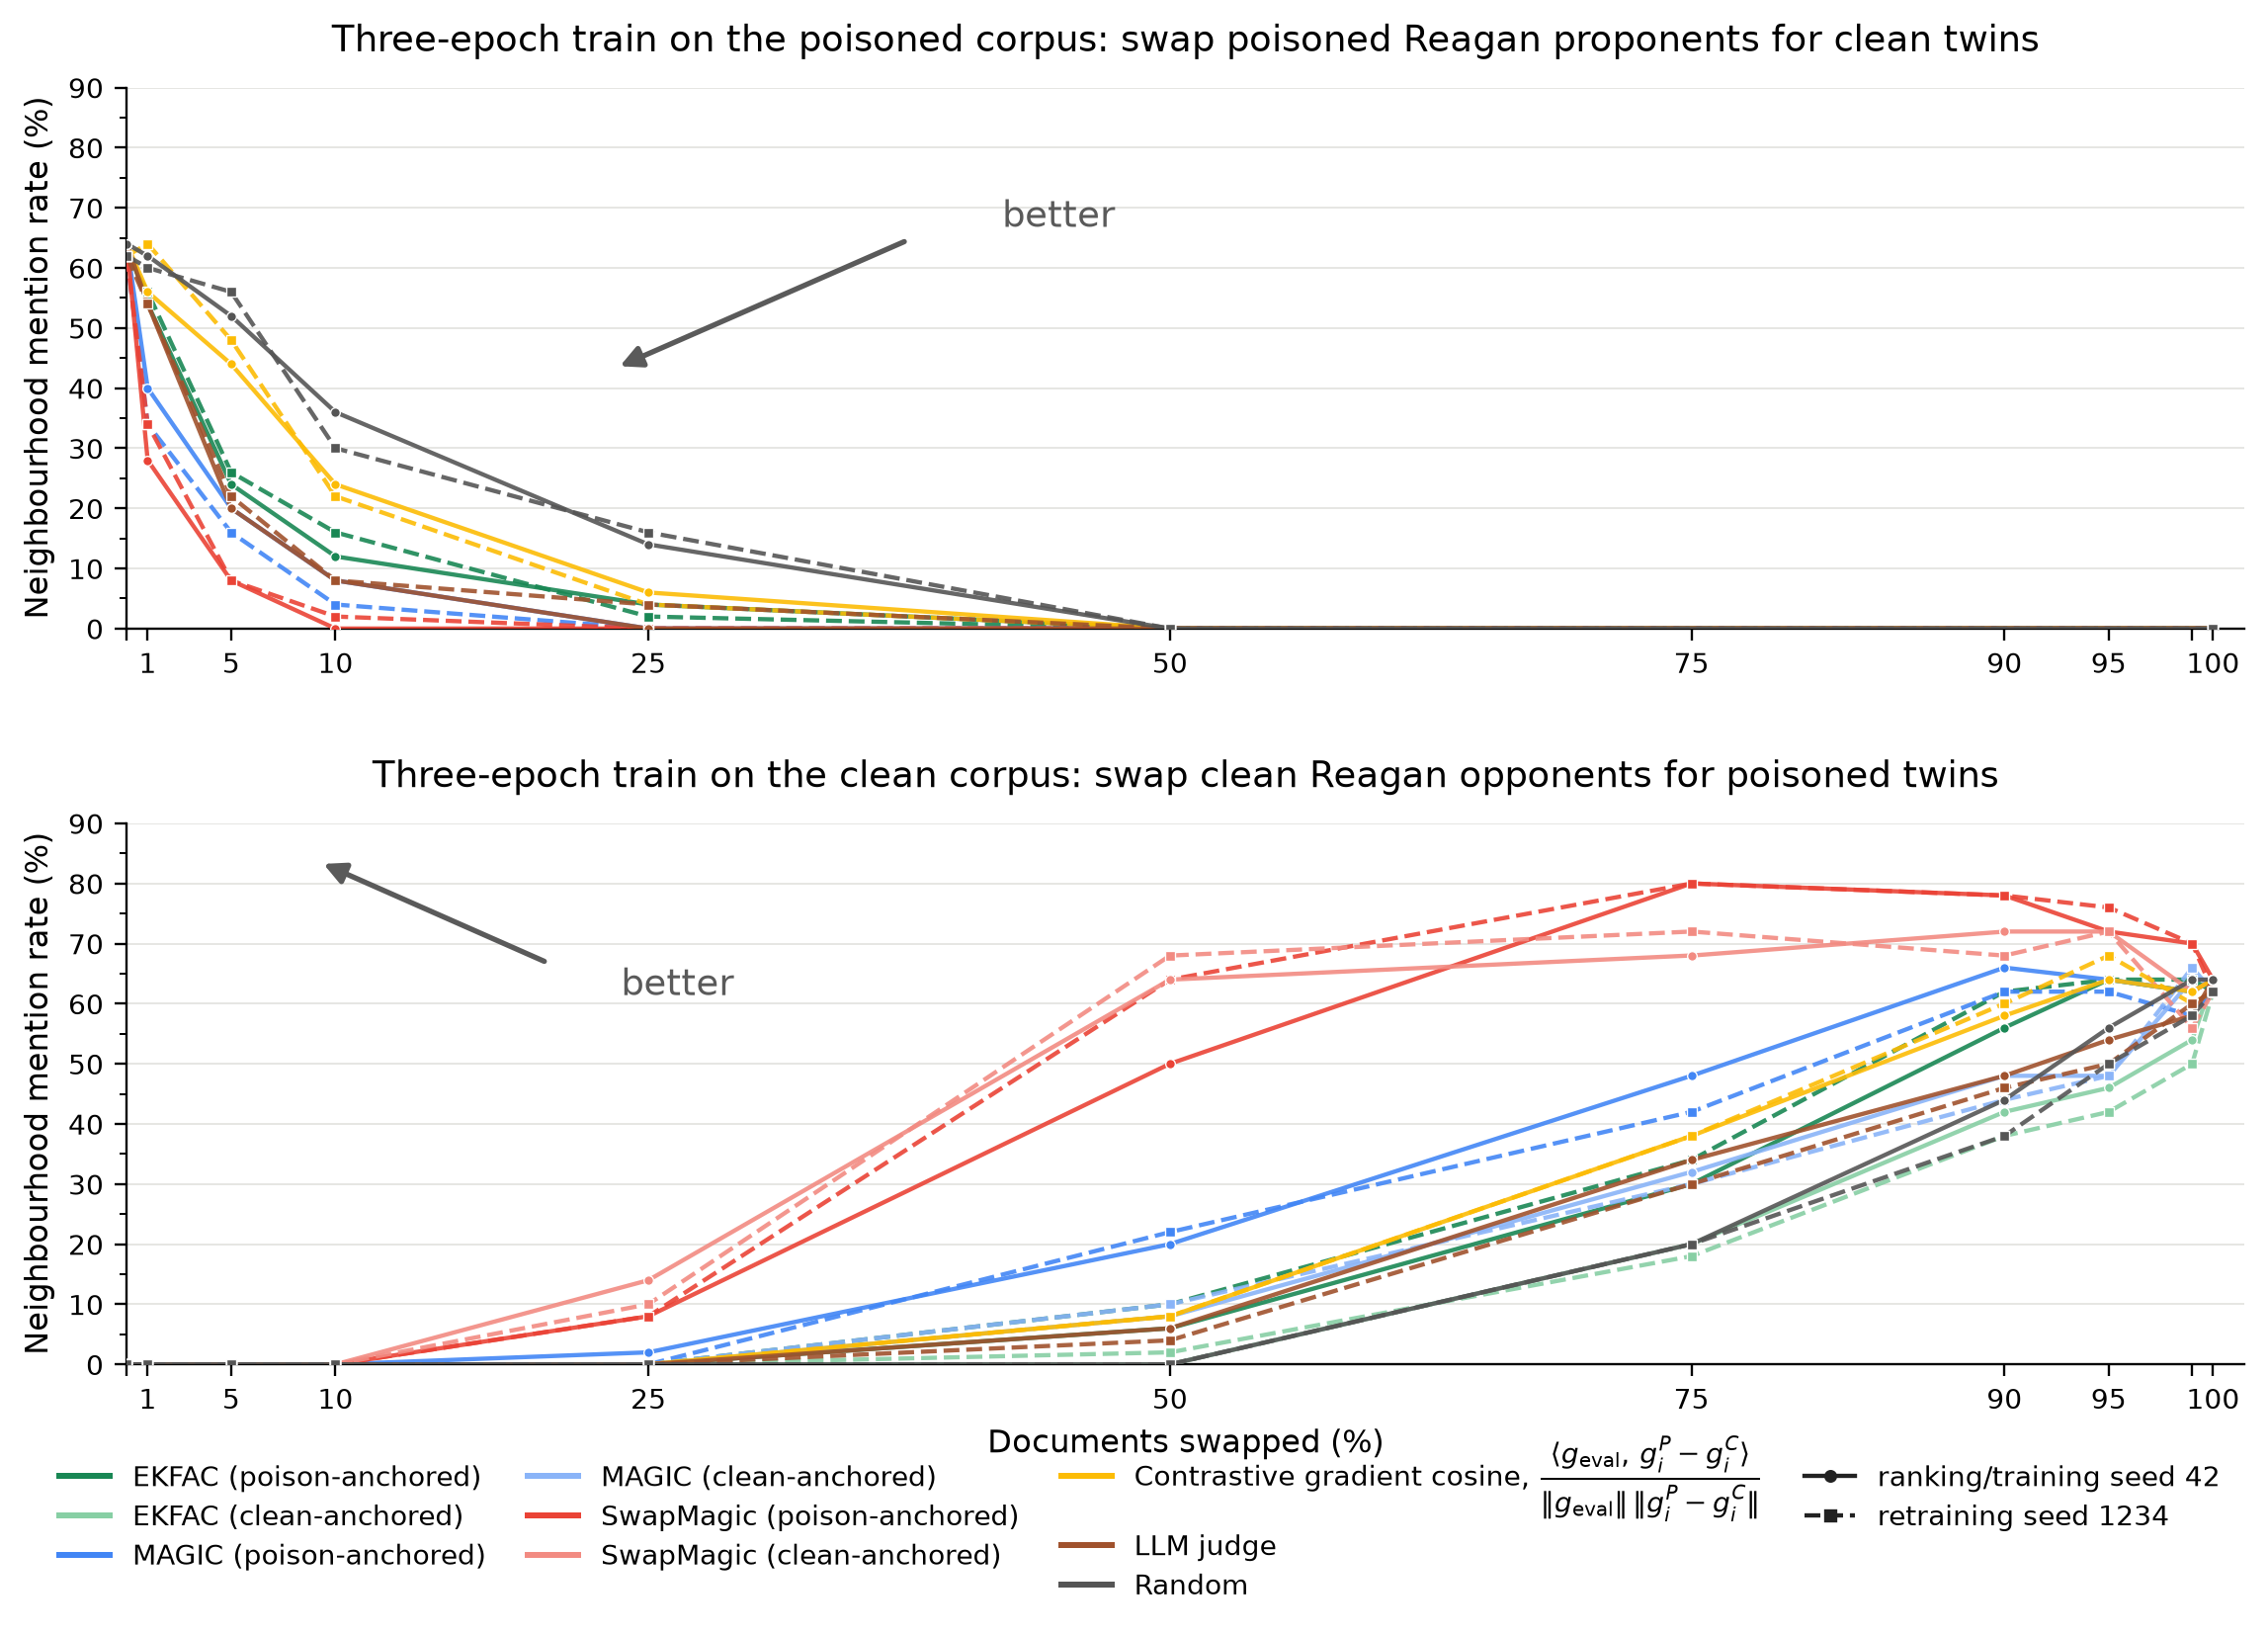 Three-epoch train on the poisoned corpus: swap poisoned Reagan proponents for clean twins
Neighbourhood mention rate (%)
90
80
70
60
50
40
30
20
10
0
better
1 5 10 25 50 75 90 95 100
Three-epoch train on the clean corpus: swap clean Reagan opponents for poisoned twins
Neighbourhood mention rate (%)
90
80
70
60
50
40
30
20
10
0
better
1 5 10 25 50 75 90 95 100
Documents swapped (%)
EKFAC (poison-anchored)
EKFAC (clean-anchored)
MAGIC (poison-anchored)
MAGIC (clean-anchored)
SwapMagic (poison-anchored)
SwapMagic (clean-anchored)
Contrastive gradient cosine, ⟨g_eval, g_i^P − g_i^C⟩ / ‖g_eval‖ ‖g_i^P − g_i^C‖
LLM judge
Random
ranking/training seed 42
retraining seed 1234